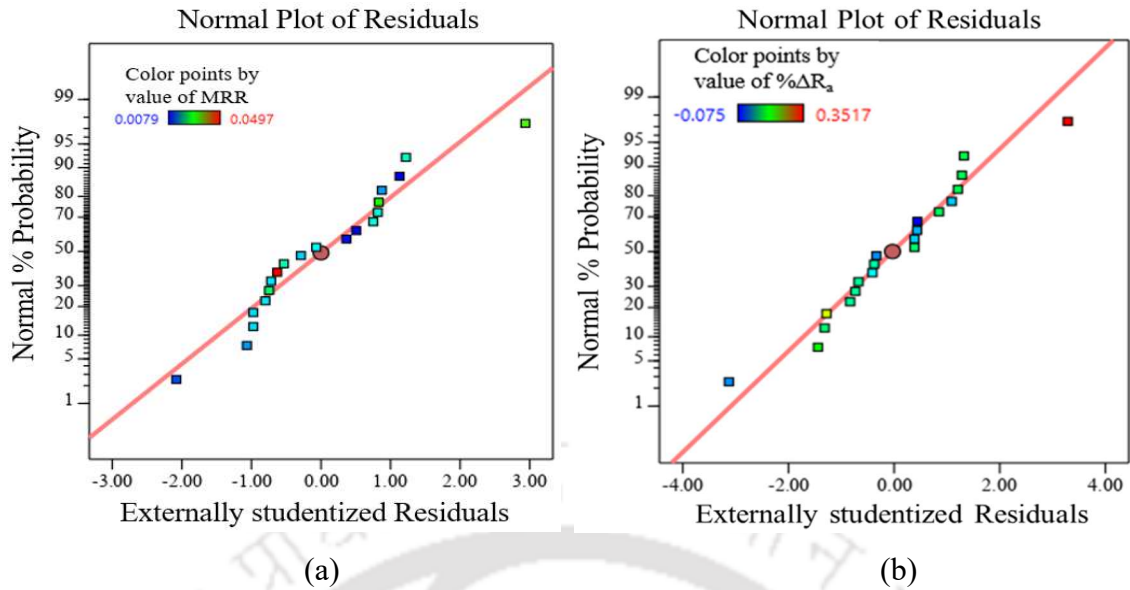 Normal Plot of Residuals
Color points by
value of MRR
0.0079 0.0497
Normal % Probability
99
95
90
80
70
50
30
20
10
5
1
-3.00 -2.00 -1.00 0.00 1.00 2.00 3.00
Externally studentized Residuals
(a)
Normal Plot of Residuals
Color points by
value of %ΔRₐ
-0.075 0.3517
Normal % Probability
99
95
90
80
70
50
30
20
10
5
1
-4.00 -2.00 0.00 2.00 4.00
Externally studentized Residuals
(b)